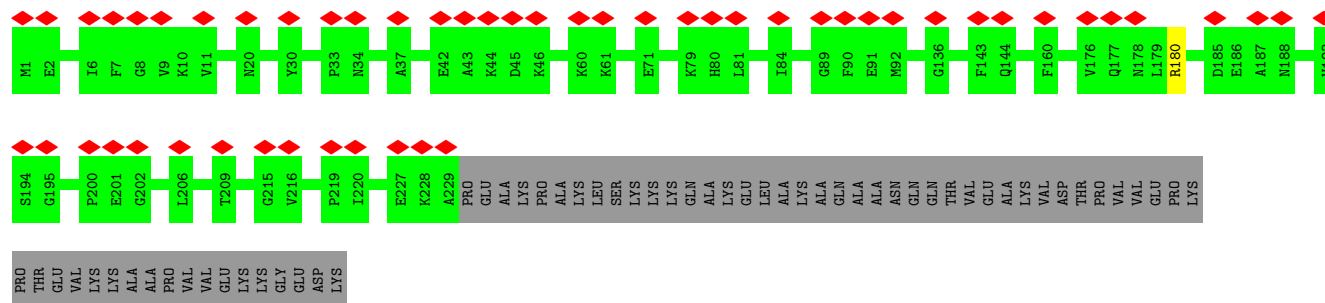 M1 E2 I6 F7 G8 V9 K10 V11 N20 Y30 P33 N34 A37 E42 A43 K44 D45 K46 K60 K61 E71 K79 H80 L81 I84 G89 F90 E91 M92 G136 F143 Q144 F160 V176 Q177 N178 L179 R180 D185 E186 A187 N188
S194 G195 P200 E201 G202 L206 T209 G215 V216 P219 I220 E227 K228 A229 PRO GLU ALA LYS PRO ALA LYS LEU SER LYS LYS LYS GLN ALA LYS GLU LEU ALA LYS ALA GLN ALA ALA ASN GLN GLN THR VAL GLU ALA LYS VAL ASP THR PRO VAL VAL GLU PRO LYS
PRO THR GLU VAL LYS LYS ALA ALA PRO VAL VAL GLU LYS LYS GLY GLU ASP LYS